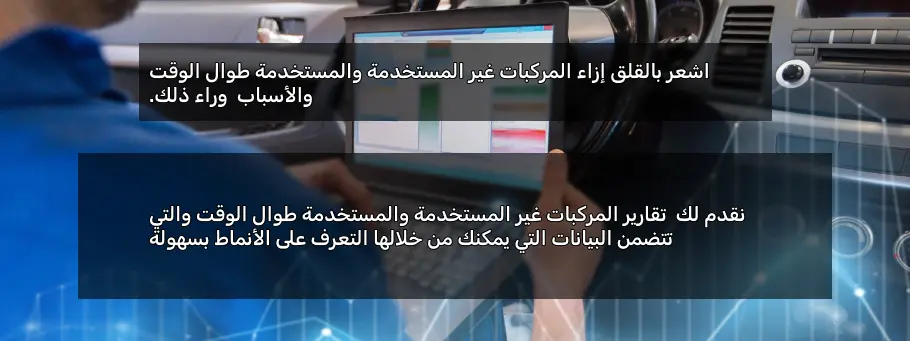 اشعر بالقلق إزاء المركبات غير المستخدمة والمستخدمة طوال الوقت
والأسباب وراء ذلك.
نقدم لك تقارير المركبات غير المستخدمة والمستخدمة طوال الوقت والتي
تتضمن البيانات التي يمكنك من خلالها التعرف على الأنماط بسهولة